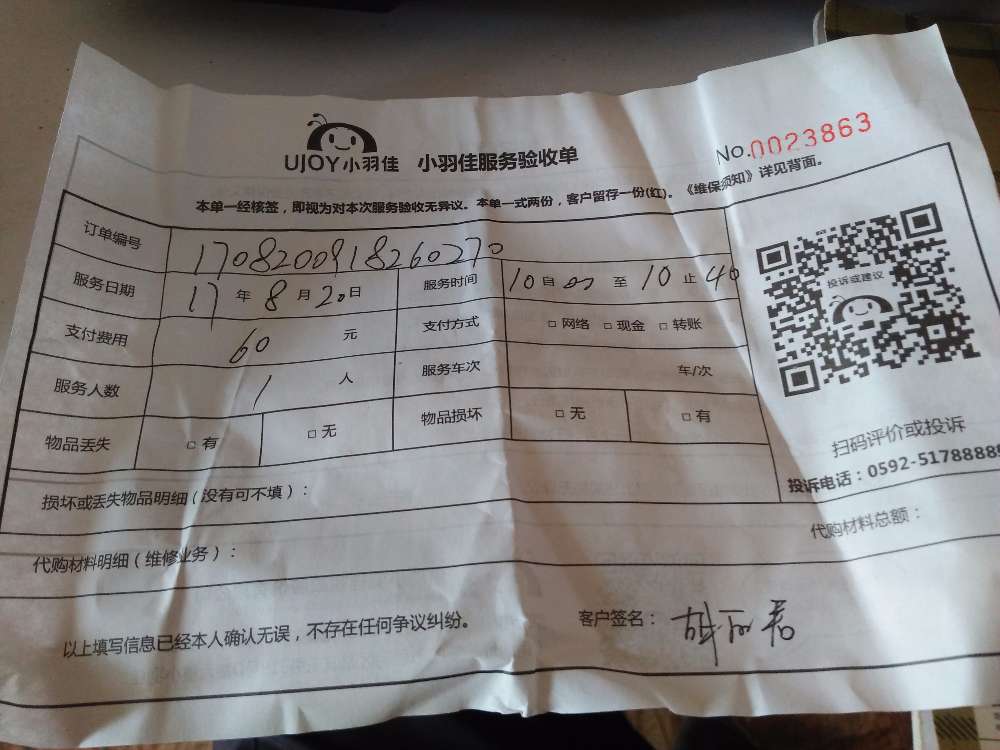 UJOY小羽佳 小羽佳服务验收单 No.0023863
本单一经核签，即视为对本次服务验收无异议。本单一式两份，客户留存一份(红)。《维保须知》详见背面。
订单编号 170820091826027​0
服务日期 17 年 8 月 20 日 服务时间 10 自 00 至 10 止 40
支付费用 60 元 支付方式 □ 网络 □ 现金 □ 转账
服务人数 1 人 服务车次 车/次
物品丢失 □ 有 □ 无 物品损坏 □ 无 □ 有
投诉或建议
扫码评价或投诉
投诉电话：0592-5178888
损坏或丢失物品明细（没有可不填）：
代购材料明细（维修业务）： 代购材料总额：
以上填写信息已经本人确认无误，不存在任何争议纠纷。 客户签名：